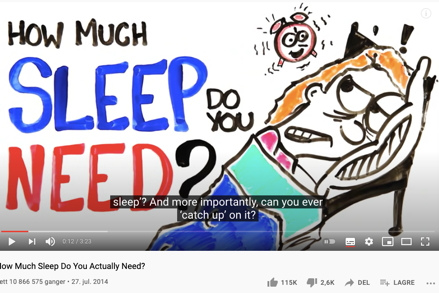 HOW MUCH
SLEEP DO
YOU
NEED?
!
!
sleep'? And more importantly, can you ever
'catch up' on it?
0:12 / 3:23
How Much Sleep Do You Actually Need?
ett 10 866 575 ganger • 27. jul. 2014
115K
2,6K
DEL
LAGRE